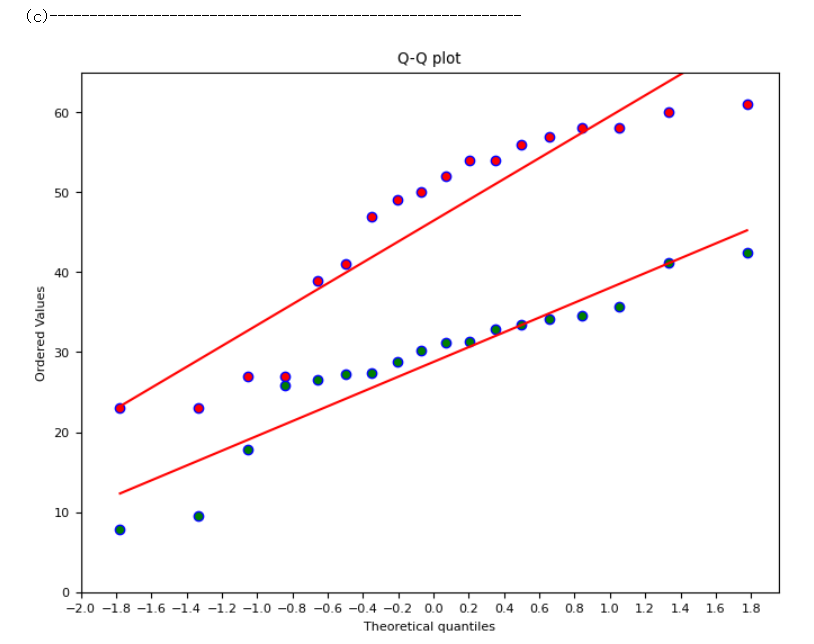 (c)-----------------------------------------------------------
Q-Q plot
60
50
40
30
20
10
0
Ordered Values
−2.0 −1.8 −1.6 −1.4 −1.2 −1.0 −0.8 −0.6 −0.4 −0.2 0.0 0.2 0.4 0.6 0.8 1.0 1.2 1.4 1.6 1.8
Theoretical quantiles